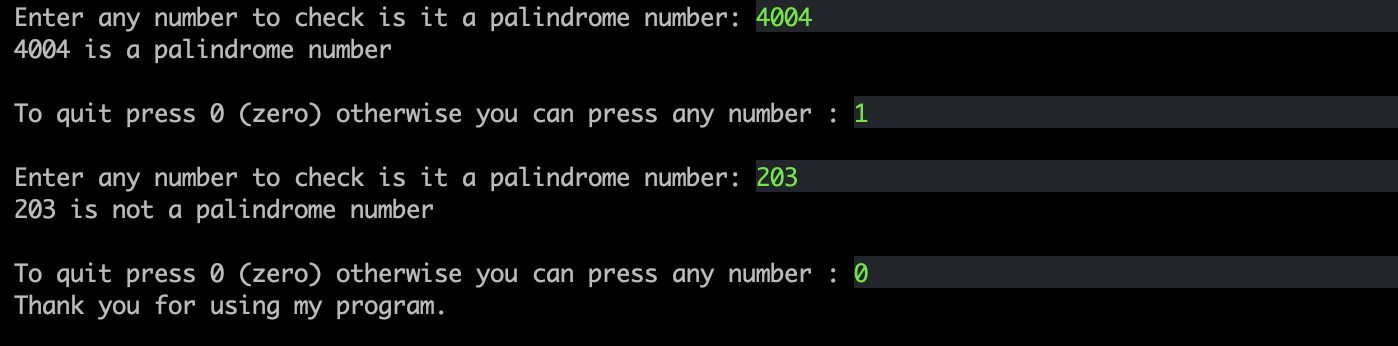 Enter any number to check is it a palindrome number: 4004
4004 is a palindrome number
To quit press 0 (zero) otherwise you can press any number : 1
Enter any number to check is it a palindrome number: 203
203 is not a palindrome number
To quit press 0 (zero) otherwise you can press any number : 0
Thank you for using my program.